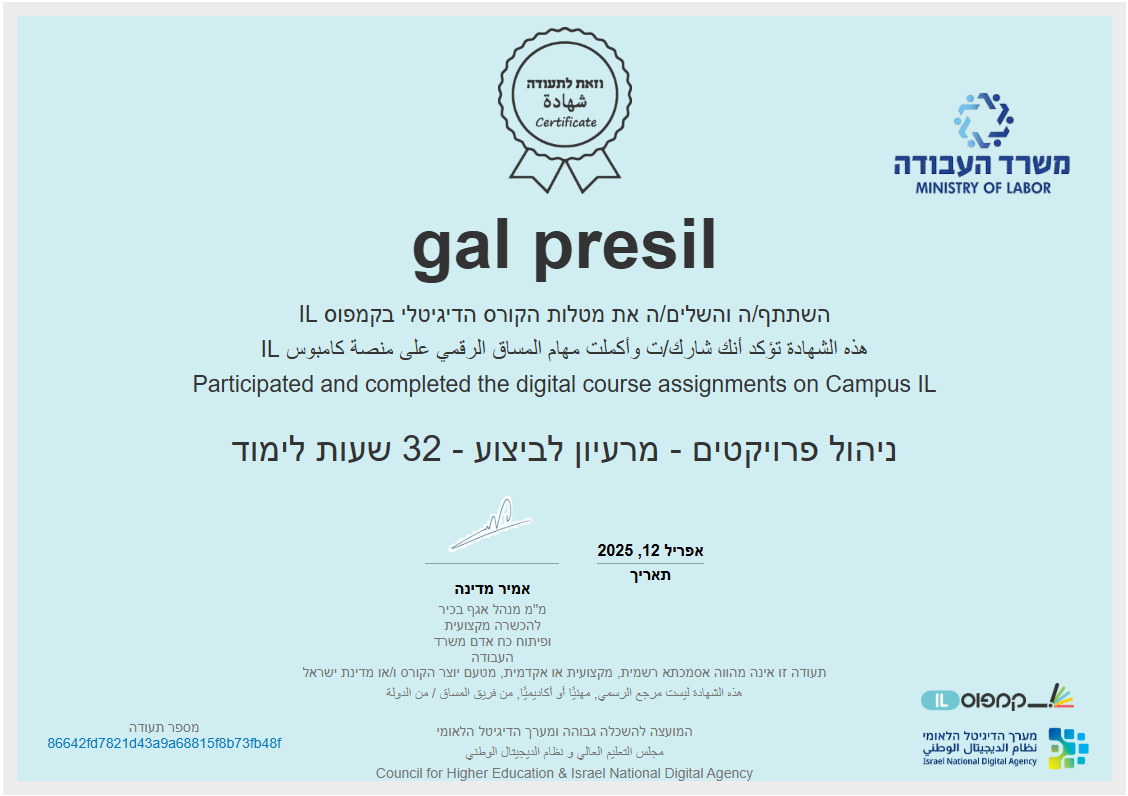 וזאת לתעודה
شهادة
Certificate
משרד העבודה
MINISTRY OF LABOR
gal presil
השתתף/ה והשלים/ה את מטלות הקורס הדיגיטלי בקמפוס IL
هذه الشهادة تؤكد أنك شارك/ت وأكملت مهام المساق الرقمي على منصة كامبوس IL
Participated and completed the digital course assignments on Campus IL
ניהול פרויקטים - מרעיון לביצוע - 32 שעות לימוד
אפריל 12, 2025
תאריך
אמיר מדינה
מ"מ מנהל אגף בכיר
להכשרה מקצועית
ופיתוח כח אדם משרד
העבודה
תעודה זו אינה מהווה אסמכתא רשמית, מקצועית או אקדמית, מטעם יוצר הקורס ו/או מדינת ישראל
هذه الشهادة ليست مرجع الرسمي, مهنيًّا أو أكاديميًّا, من فريق المساق / من الدولة
קמפוס IL
מספר תעודה
86642fd7821d43a9a68815f8b73fb48f
המועצה להשכלה גבוהה ומערך הדיגיטל הלאומי
مجلس التعليم العالي و نظام الديجيتال الوطني
Council for Higher Education & Israel National Digital Agency
מערך הדיגיטל הלאומי
نظام الديجيتال الوطني
Israel National Digital Agency